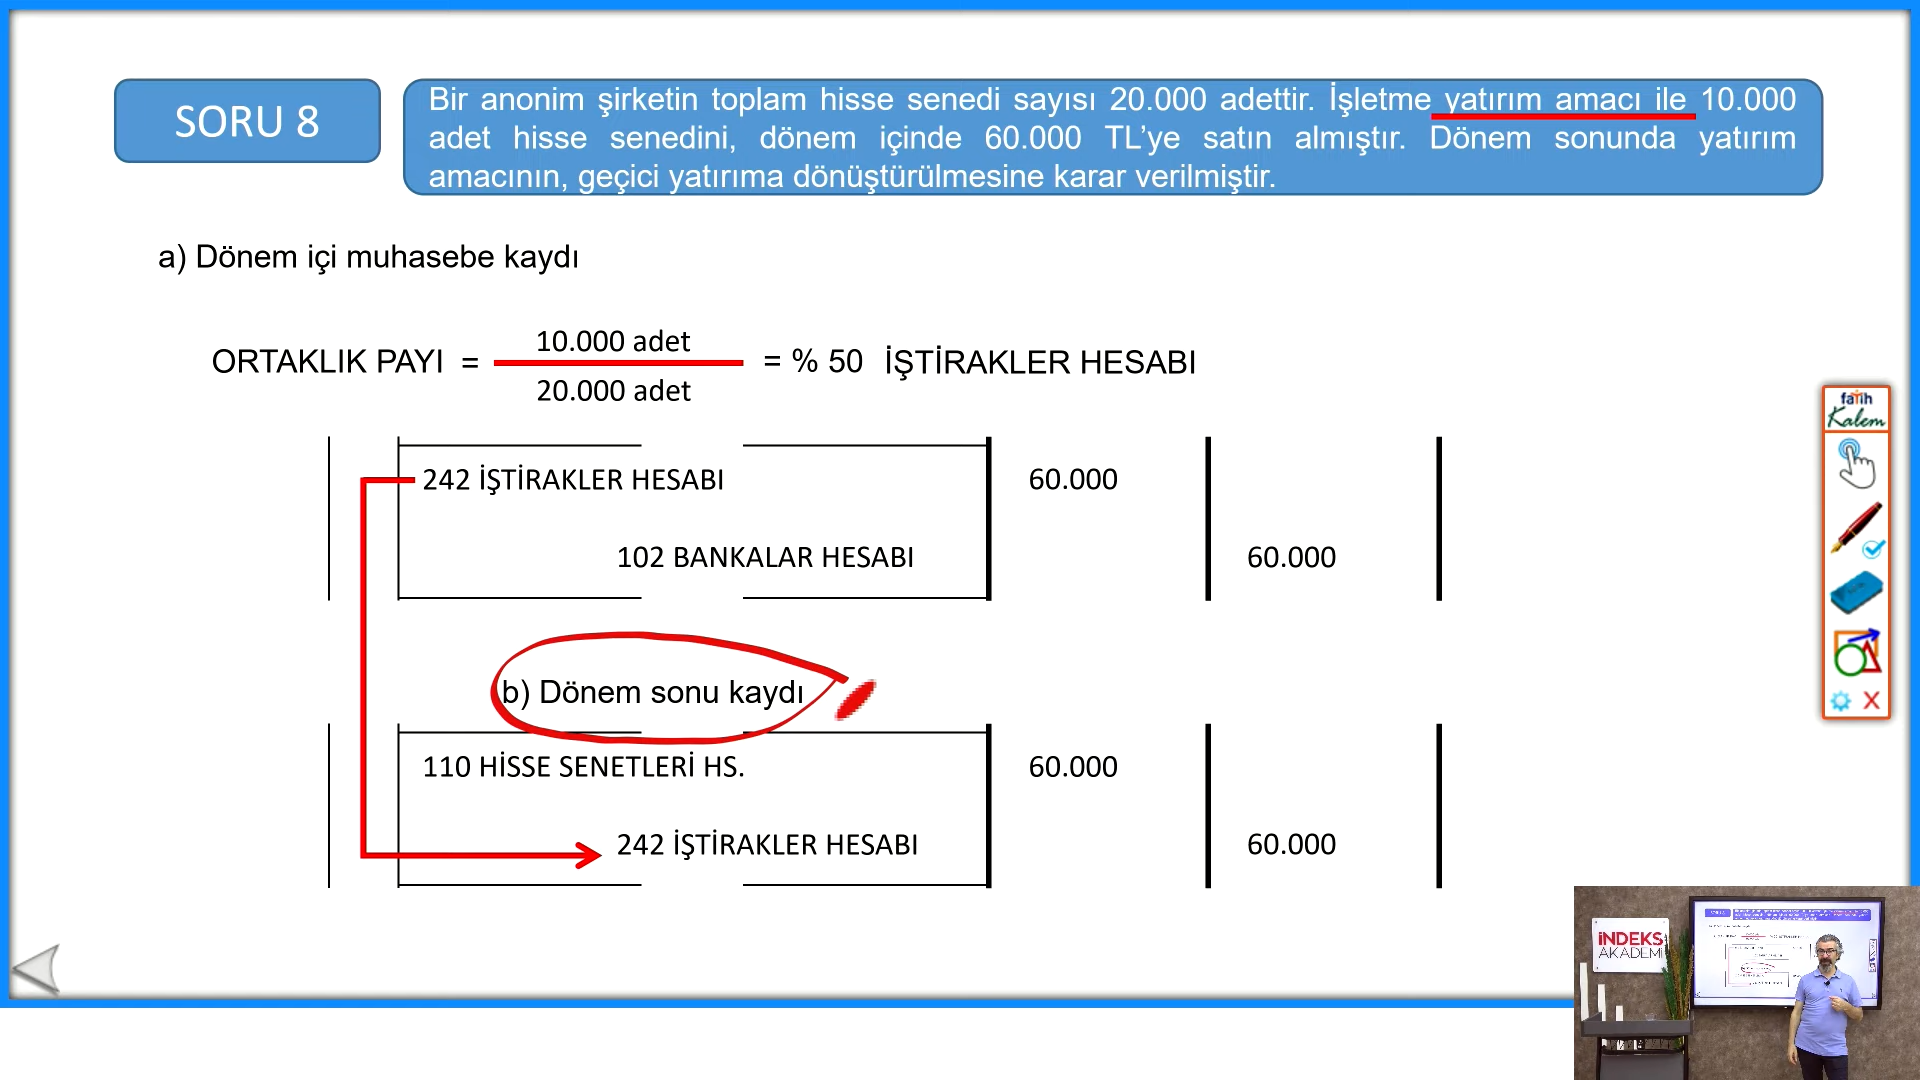 SORU 8
Bir anonim şirketin toplam hisse senedi sayısı 20.000 adettir. İşletme yatırım amacı ile 10.000
adet hisse senedini, dönem içinde 60.000 TL’ye satın almıştır. Dönem sonunda yatırım
amacının, geçici yatırıma dönüştürülmesine karar verilmiştir.
a) Dönem içi muhasebe kaydı
10.000 adet
ORTAKLIK PAYI = = % 50 İŞTİRAKLER HESABI
20.000 adet
fatih
Kalem
242 İŞTİRAKLER HESABI 60.000
102 BANKALAR HESABI 60.000
b) Dönem sonu kaydı
110 HİSSE SENETLERİ HS. 60.000
242 İŞTİRAKLER HESABI 60.000
İNDEKS
AKADEMİ